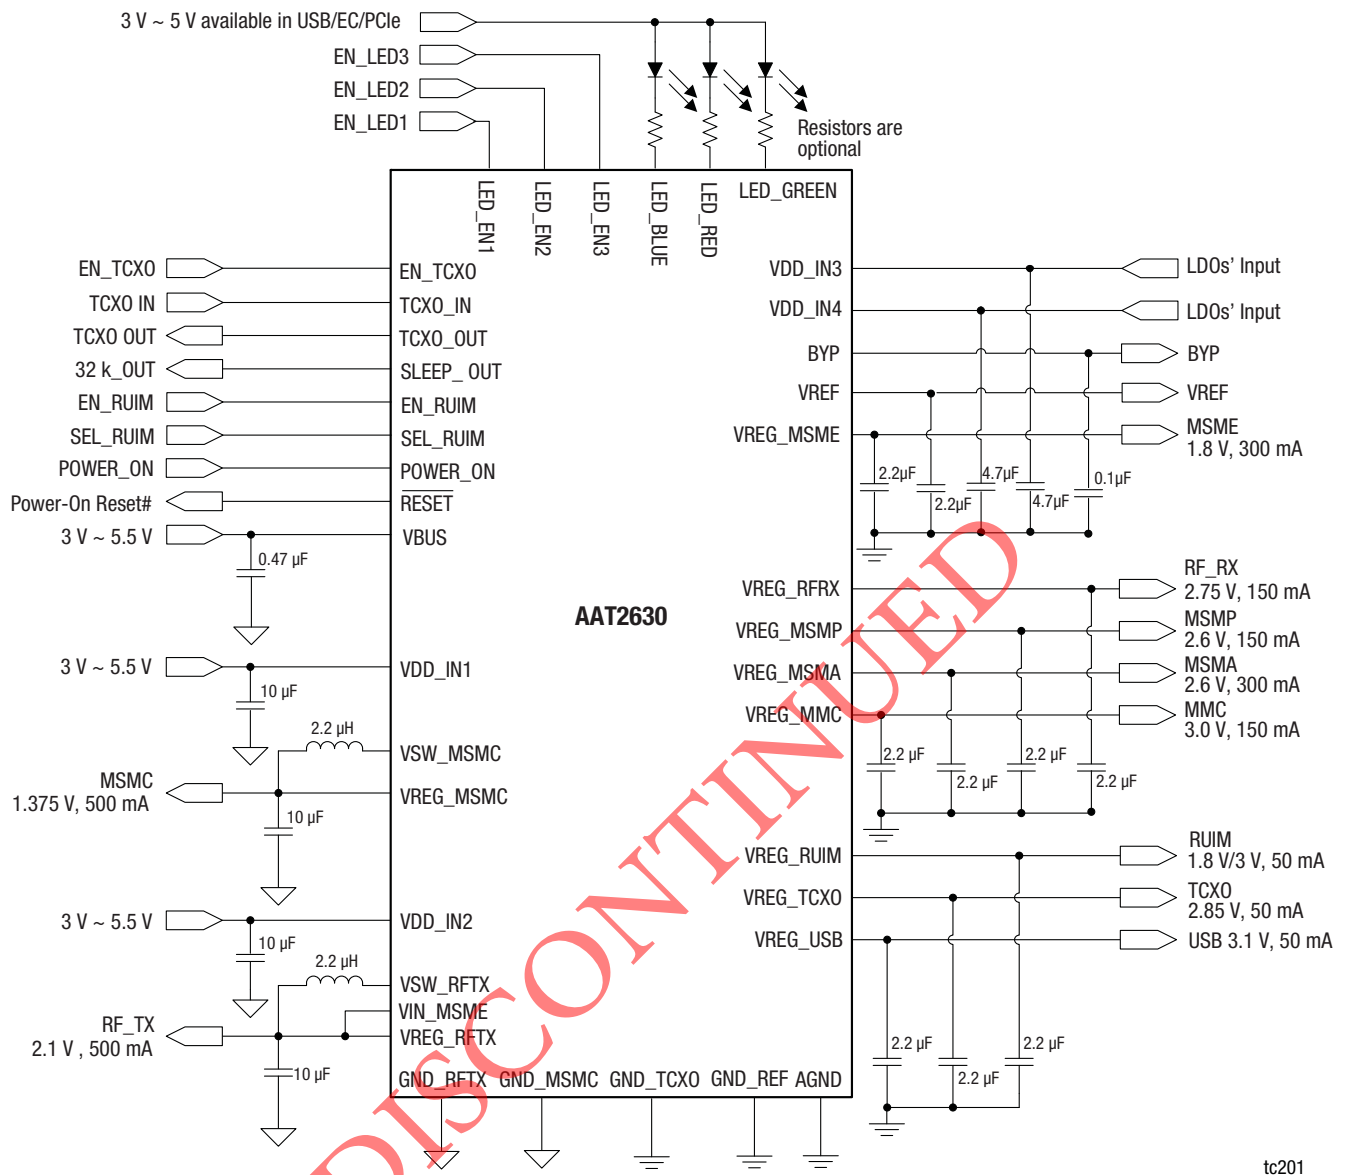 3 V ~ 5 V available in USB/EC/PCIe
EN_LED3
EN_LED2
EN_LED1
Resistors are
optional
LED_EN1
LED_EN2
LED_EN3
LED_BLUE
LED_RED
LED_GREEN
EN_TCXO
TCXO IN
TCXO OUT
32 k_OUT
EN_RUIM
SEL_RUIM
POWER_ON
Power-On Reset#
3 V ~ 5.5 V
0.47 µF
3 V ~ 5.5 V
10 µF
2.2 µH
MSMC
1.375 V, 500 mA
10 µF
3 V ~ 5.5 V
10 µF
2.2 µH
RF_TX
2.1 V , 500 mA
10 µF
EN_TCXO
TCXO_IN
TCXO_OUT
SLEEP_ OUT
EN_RUIM
SEL_RUIM
POWER_ON
RESET
VBUS
VDD_IN1
VSW_MSMC
VREG_MSMC
VDD_IN2
VSW_RFTX
VIN_MSME
VREG_RFTX
AAT2630
GND_RFTX
GND_MSMC
GND_TCXO
GND_REF
AGND
VDD_IN3
VDD_IN4
BYP
VREF
VREG_MSME
VREG_RFRX
VREG_MSMP
VREG_MSMA
VREG_MMC
VREG_RUIM
VREG_TCXO
VREG_USB
LDOs' Input
LDOs' Input
BYP
VREF
MSME
1.8 V, 300 mA
2.2µF
2.2µF
4.7µF
4.7µF
0.1µF
RF_RX
2.75 V, 150 mA
MSMP
2.6 V, 150 mA
MSMA
2.6 V, 300 mA
MMC
3.0 V, 150 mA
2.2 µF
2.2 µF
2.2 µF
2.2 µF
RUIM
1.8 V/3 V, 50 mA
TCXO
2.85 V, 50 mA
USB 3.1 V, 50 mA
2.2 µF
2.2 µF
2.2 µF
DISCONTINUED
tc201